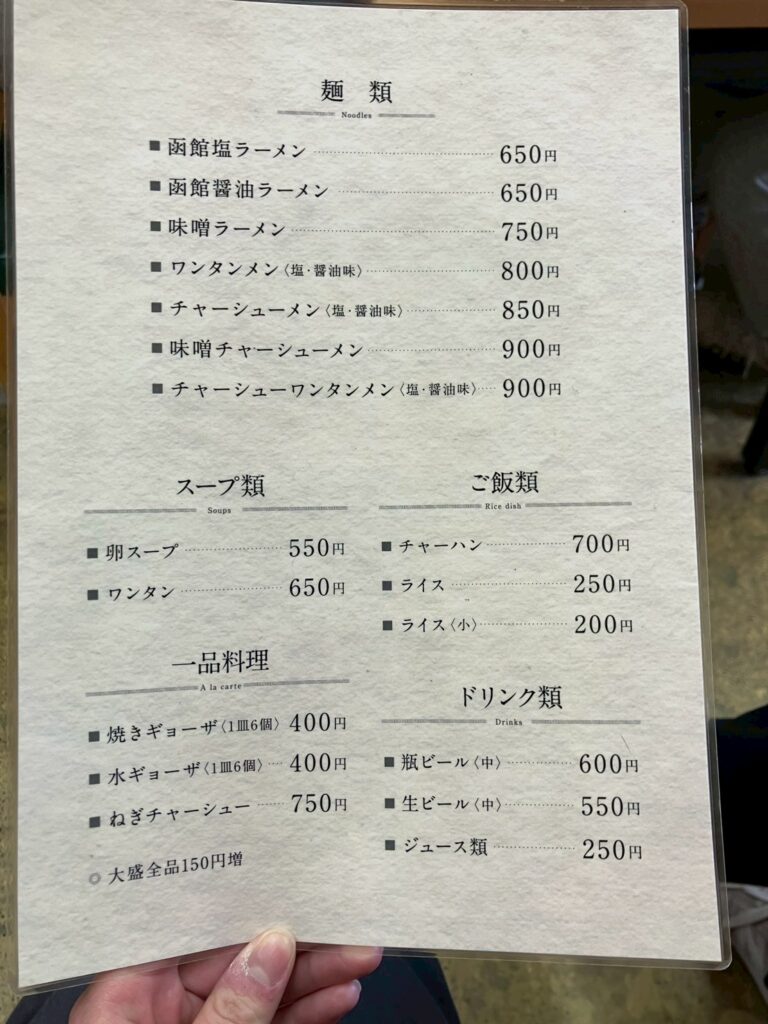 麺 類
Noodles
■ 函館塩ラーメン 650円
■ 函館醤油ラーメン 650円
■ 味噌ラーメン 750円
■ ワンタンメン〈塩・醤油味〉 800円
■ チャーシューメン〈塩・醤油味〉 850円
■ 味噌チャーシューメン 900円
■ チャーシューワンタンメン〈塩・醤油味〉 900円
スープ類
Soups
■ 卵スープ 550円
■ ワンタン 650円
ご飯類
Rice dish
■ チャーハン 700円
■ ライス 250円
■ ライス〈小〉 200円
一品料理
A la carte
■ 焼きギョーザ〈1皿6個〉 400円
■ 水ギョーザ〈1皿6個〉 400円
■ ねぎチャーシュー 750円
◎ 大盛全品150円増
ドリンク類
Drinks
■ 瓶ビール〈中〉 600円
■ 生ビール〈中〉 550円
■ ジュース類 250円